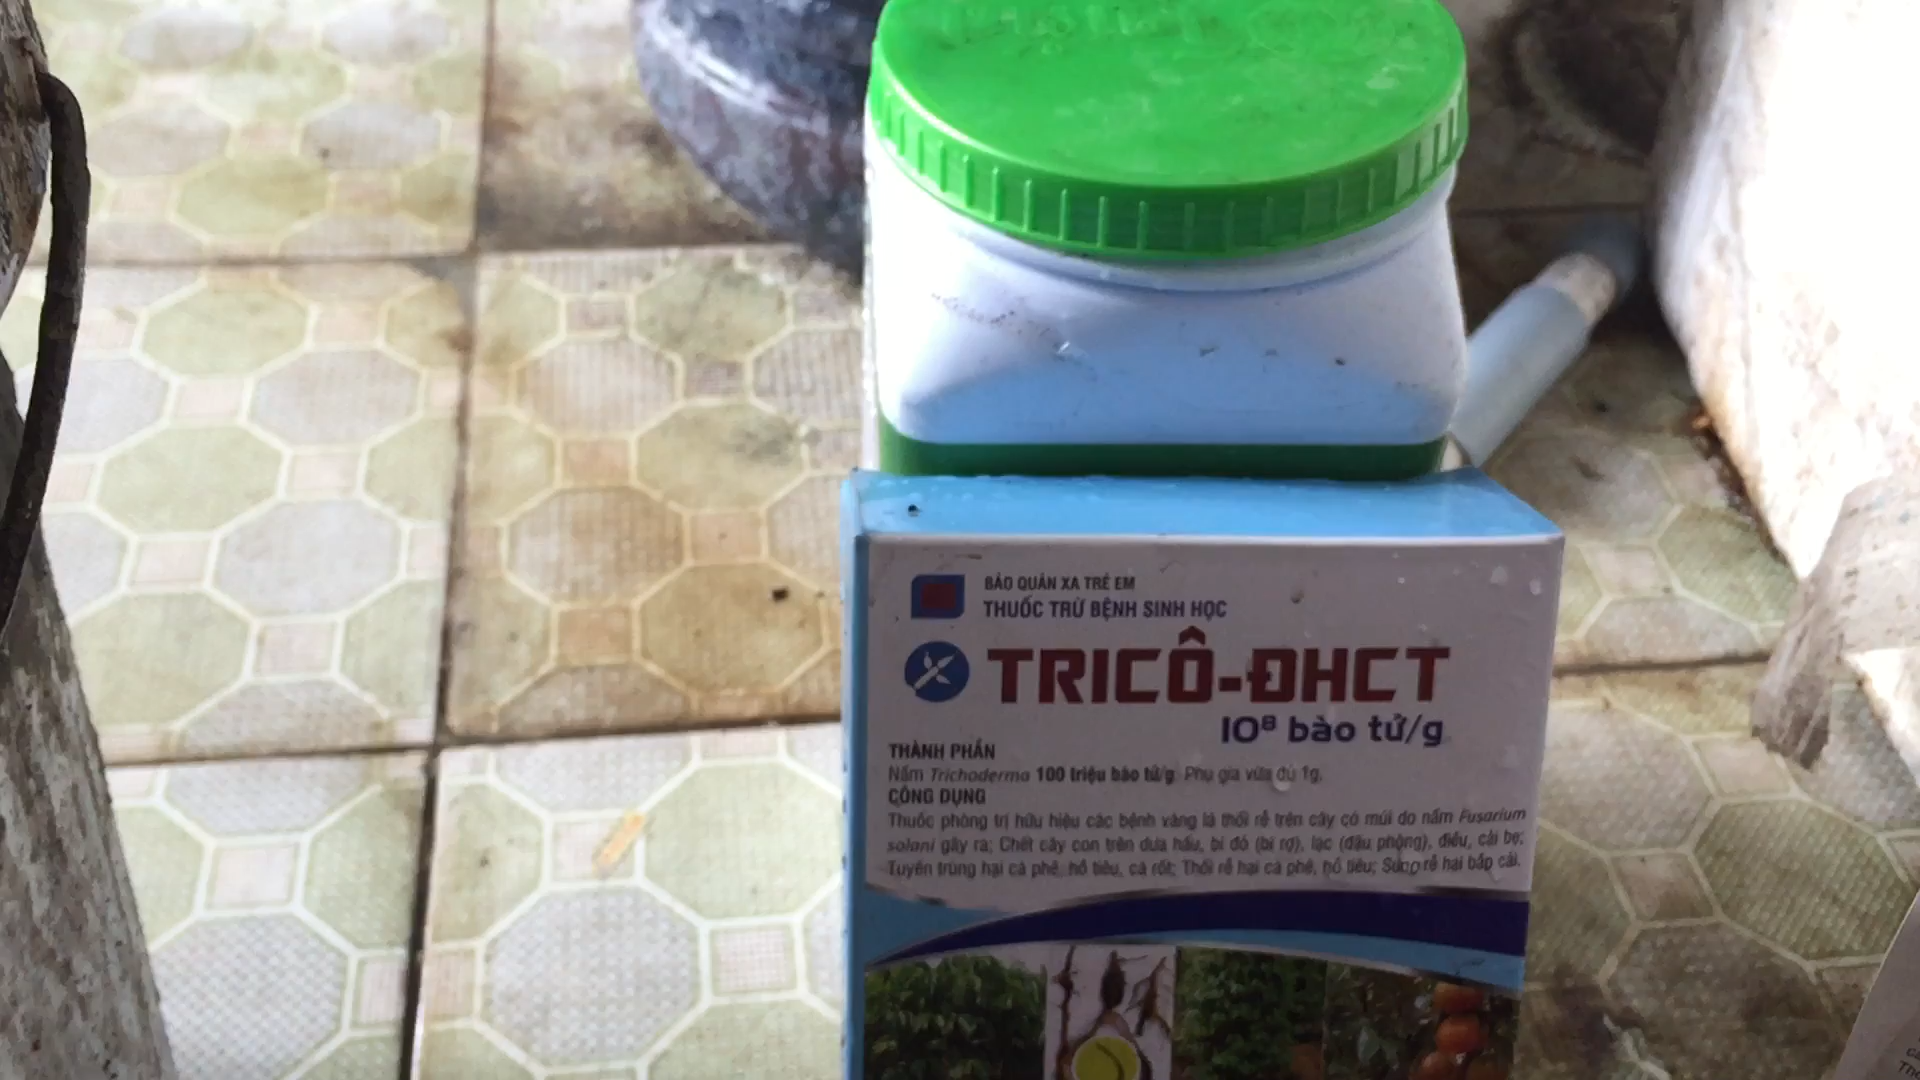 BẢO QUẢN XA TRẺ EM
THUỐC TRỪ BỆNH SINH HỌC
TRICÔ-ĐHCT
10⁸ bào tử/g
THÀNH PHẦN
Nấm Trichoderma 100 triệu bào tử/g. Phụ gia vừa đủ 1g.
CÔNG DỤNG
Thuốc phòng trị hữu hiệu các bệnh vàng lá thối rễ trên cây có múi do nấm Fusarium
solani gây ra; Chết cây con trên dưa hấu, bí đỏ (bí rợ), lạc (đậu phộng), điều, cải bẹ;
Tuyến trùng hại cà phê, hồ tiêu, cà rốt; Thối rễ hại cà phê, hồ tiêu; Sưng rễ hại bắp cải.